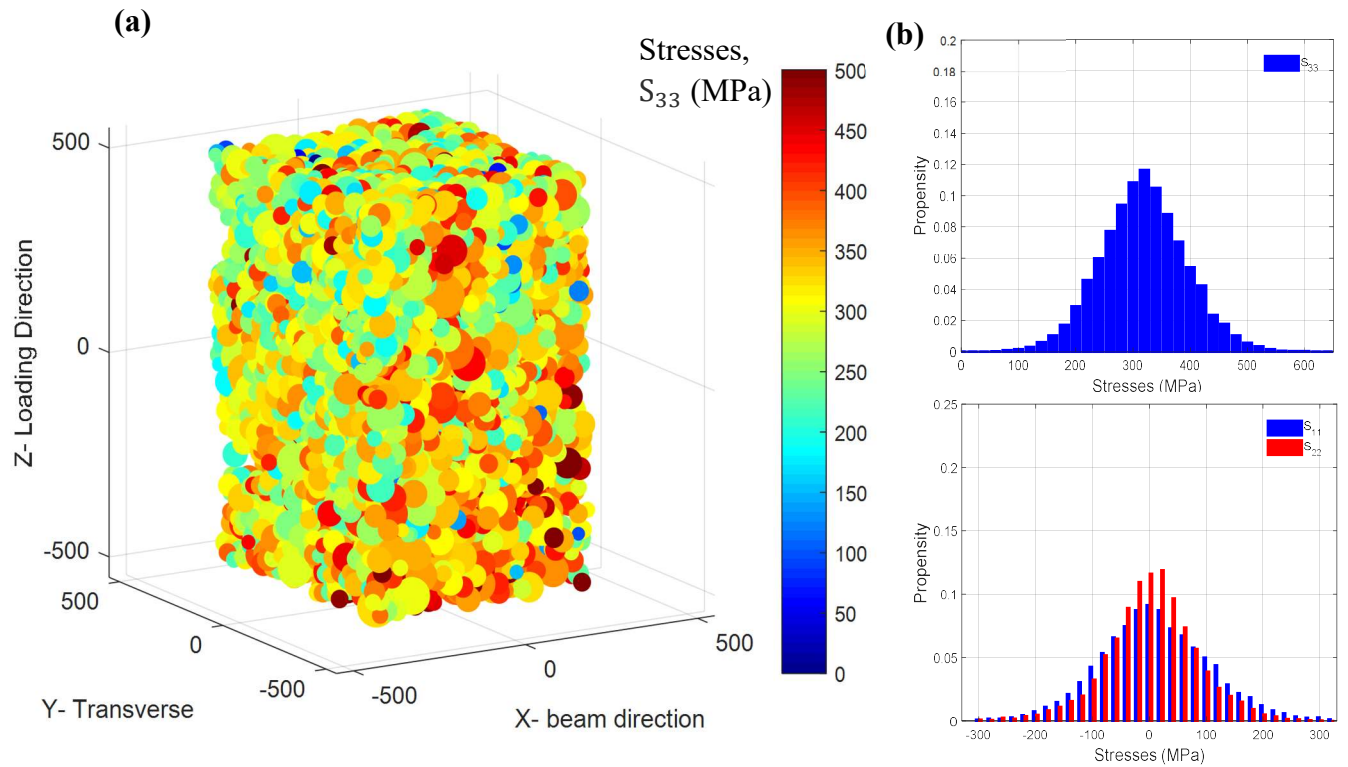 (a)
Stresses,
S₃₃ (MPa)
500
450
400
350
300
250
200
150
100
50
0
500
0
-500
Z- Loading Direction
500
0
-500
Y- Transverse
-500
0
500
X- beam direction
(b)
0.2
0.18
0.16
0.14
0.12
0.1
0.08
0.06
0.04
0.02
0
Propensity
S₃₃
0 100 200 300 400 500 600
Stresses (MPa)
0.25
0.2
0.15
0.1
0.05
0
Propensity
S₁₁
S₂₂
-300 -200 -100 0 100 200 300
Stresses (MPa)